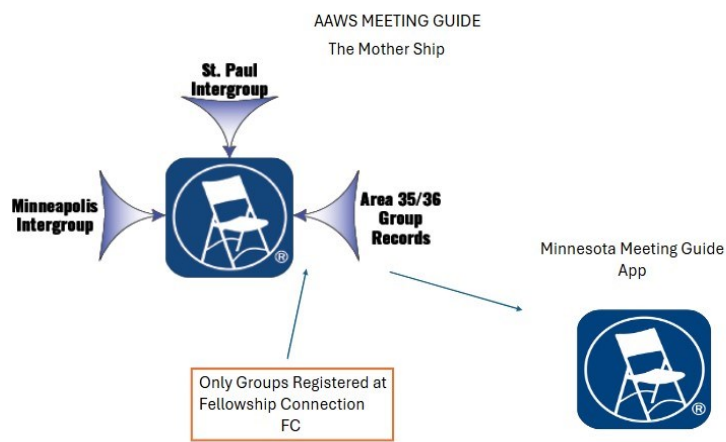 AAWS MEETING GUIDE
The Mother Ship
St. Paul
Intergroup
Minneapolis
Intergroup
Area 35/36
Group
Records
®
Minnesota Meeting Guide
App
®
Only Groups Registered at
Fellowship Connection
FC